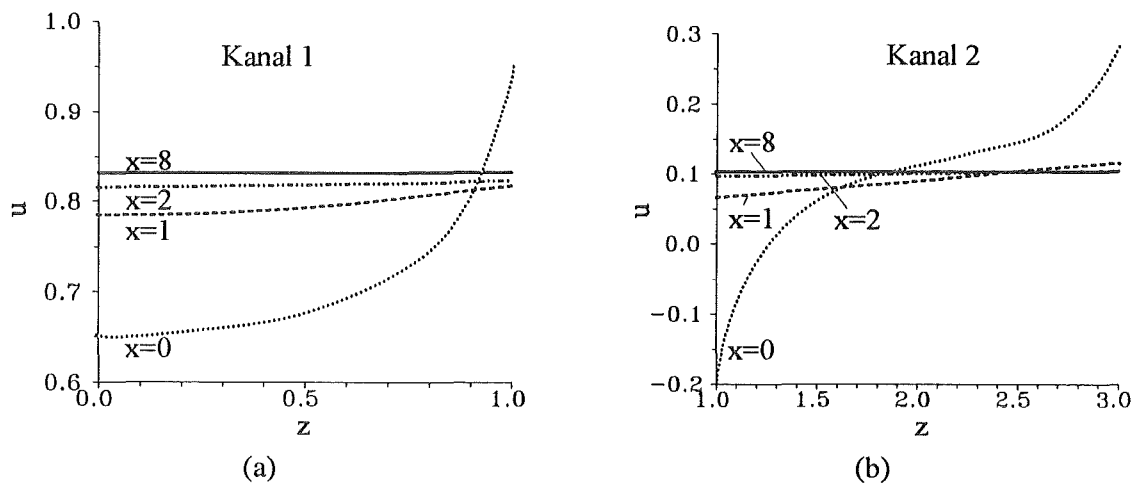 1.0
0.9
0.8
0.7
0.6
u
Kanal 1
x=8
x=2
x=1
x=0
0.0 0.5 1.0
z
(a)
0.3
0.2
0.1
0.0
-0.1
-0.2
u
Kanal 2
x=8
x=1
x=2
x=0
1.0 1.5 2.0 2.5 3.0
z
(b)